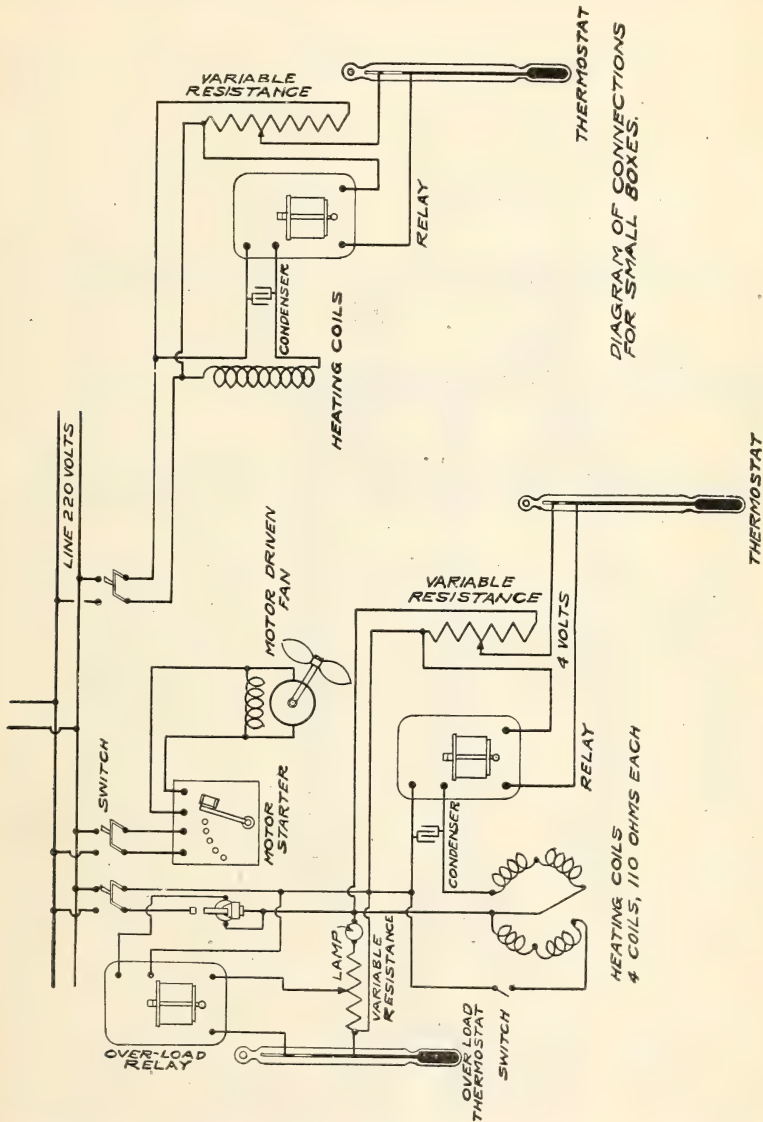 VARIABLE
RESISTANCE
THERMOSTAT
DIAGRAM OF CONNECTIONS
FOR SMALL BOXES.
RELAY
CONDENSER
HEATING COILS
LINE 220 VOLTS
MOTOR DRIVEN
FAN
SWITCH
MOTOR
STARTER
VARIABLE
RESISTANCE
4 VOLTS
THERMOSTAT
RELAY
CONDENSER
HEATING COILS
4 COILS, 110 OHMS EACH
LAMP
VARIABLE
RESISTANCE
OVER-LOAD
RELAY
OVER LOAD
THERMOSTAT
SWITCH